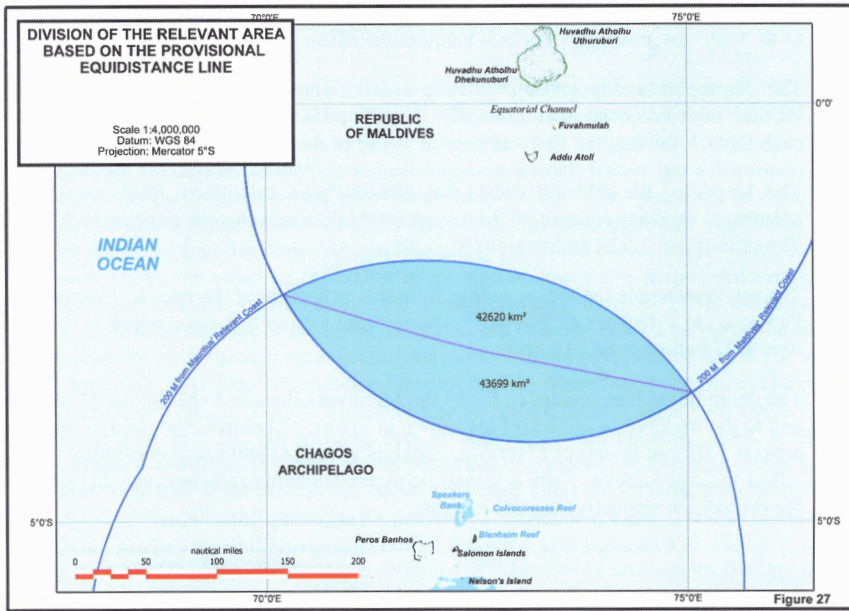 70°0'E
75°0'E
DIVISION OF THE RELEVANT AREA
BASED ON THE PROVISIONAL
EQUIDISTANCE LINE
Scale 1:4,000,000
Datum: WGS 84
Projection: Mercator 5°S
Huvadhu Atholhu
Uthuruburi
Huvadhu Atholhu
Dhekunuburi
Equatorial Channel
0°0'
REPUBLIC
OF MALDIVES
Fuvahmulah
Addu Atoll
INDIAN
OCEAN
42620 km²
43699 km²
200 M from Mauritius' Relevant Coast
200 M from Maldives' Relevant Coast
CHAGOS
ARCHIPELAGO
Speakers
Bank
Colvocoresses Reef
5°0'S
5°0'S
Peros Banhos
Blenheim Reef
Salomon Islands
nautical miles
0 50 100 150 200
Nelson's Island
70°0'E
75°0'E
Figure 27